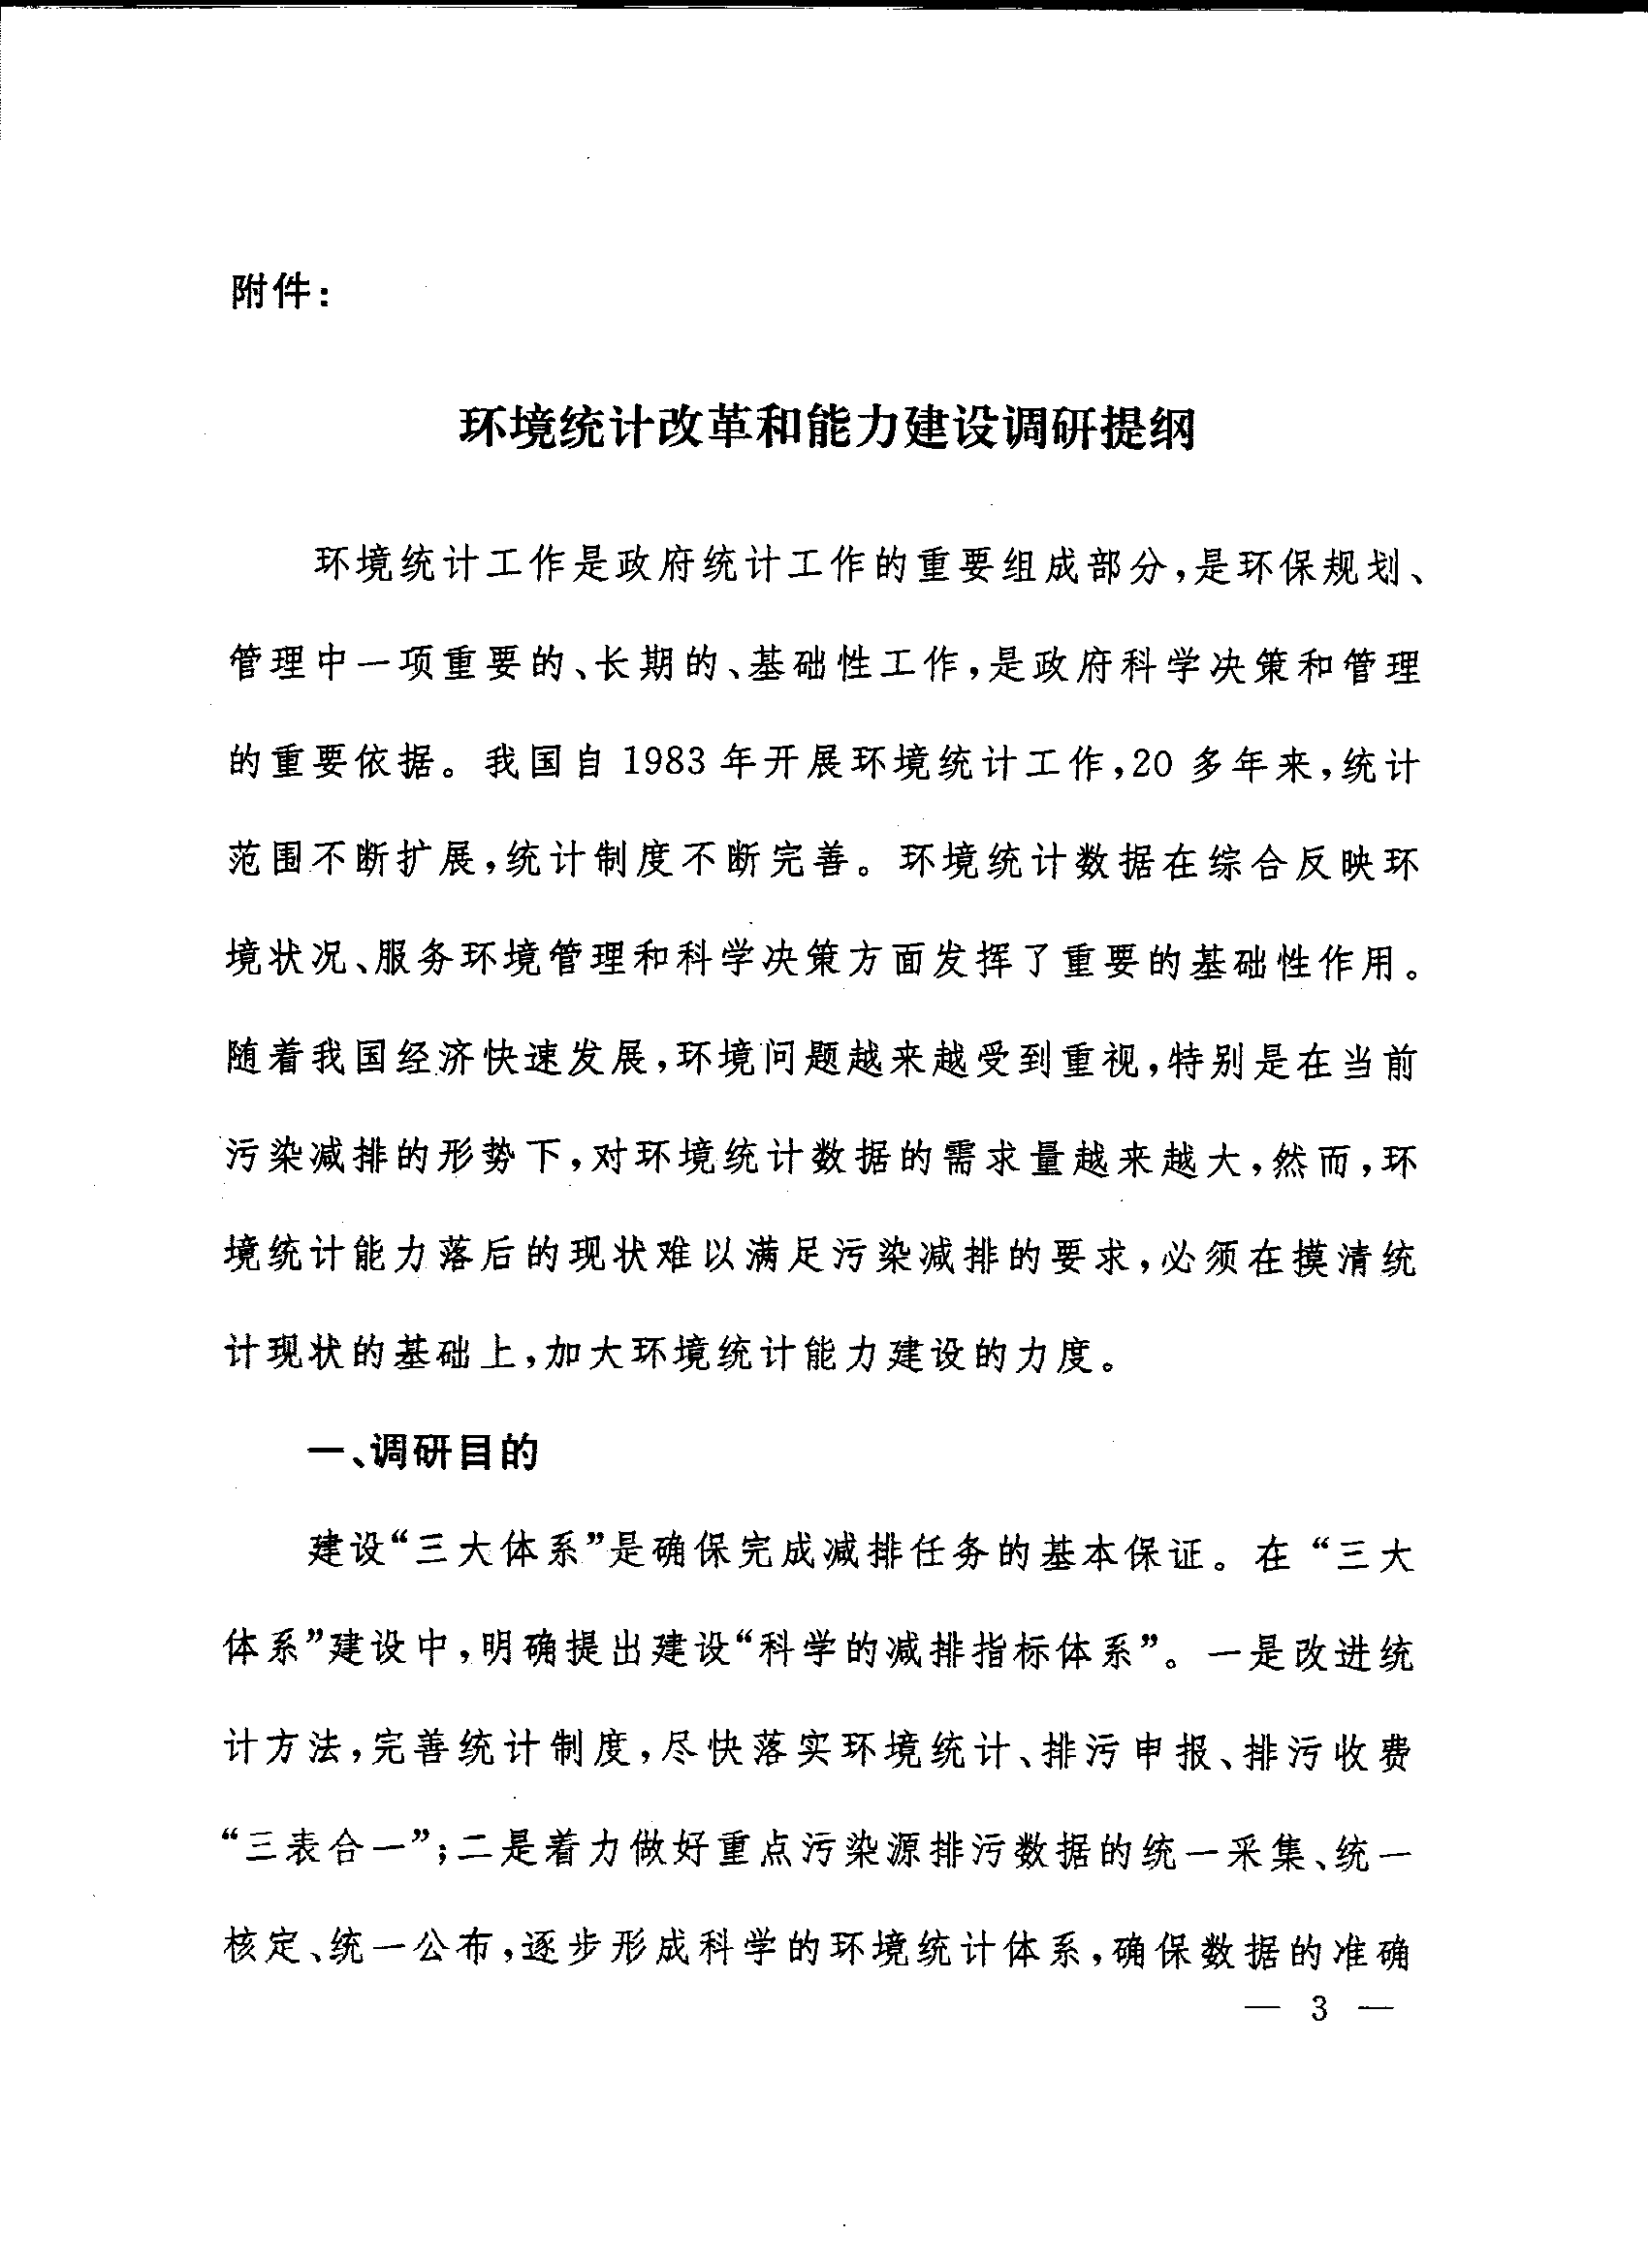 附件：
环境统计改革和能力建设调研提纲
环境统计工作是政府统计工作的重要组成部分,是环保规划、
管理中一项重要的、长期的、基础性工作,是政府科学决策和管理
的重要依据。我国自 1983 年开展环境统计工作,20 多年来,统计
范围不断扩展,统计制度不断完善。环境统计数据在综合反映环
境状况、服务环境管理和科学决策方面发挥了重要的基础性作用。
随着我国经济快速发展,环境问题越来越受到重视,特别是在当前
污染减排的形势下,对环境统计数据的需求量越来越大,然而,环
境统计能力落后的现状难以满足污染减排的要求,必须在摸清统
计现状的基础上,加大环境统计能力建设的力度。
一、调研目的
建设“三大体系”是确保完成减排任务的基本保证。在“三大
体系”建设中,明确提出建设“科学的减排指标体系”。一是改进统
计方法,完善统计制度,尽快落实环境统计、排污申报、排污收费
“三表合一”;二是着力做好重点污染源排污数据的统一采集、统一
核定、统一公布,逐步形成科学的环境统计体系,确保数据的准确
— 3 —